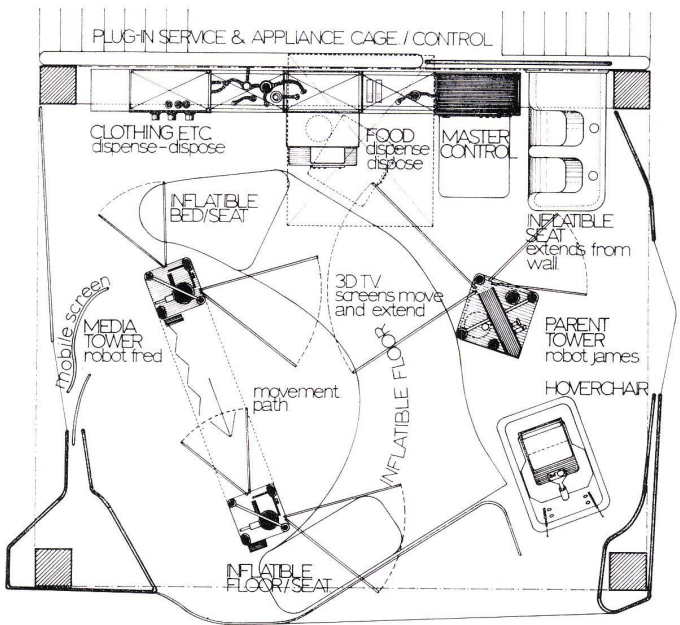 PLUG-IN SERVICE & APPLIANCE CAGE / CONTROL
CLOTHING ETC.
dispense-dispose
FOOD
dispense
dispose
MASTER
CONTROL
INFLATIBLE
BED/SEAT
INFLATIBLE
SEAT
extends from
wall.
3D T.V.
screens move
and extend
mobile screen
MEDIA
TOWER
robot fred
PARENT
TOWER
robot james
movement
path
INFLATIBLE FLOOR
HOVERCHAIR
INFLATIBLE
FLOOR/SEAT